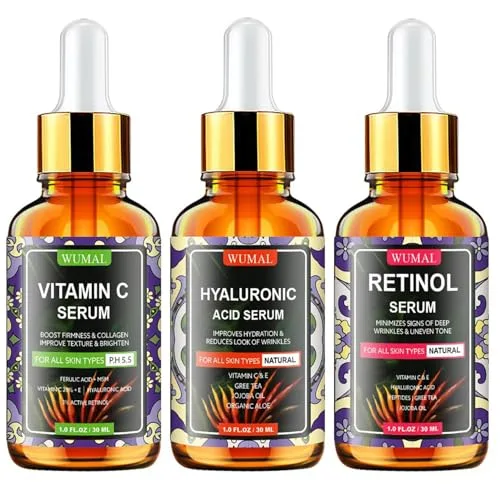 WUMAL
VITAMIN C
SERUM
BOOST FIRMNESS & COLLAGEN
IMPROVE TEXTURE & BRIGHTEN
FOR ALL SKIN TYPES P.H 5.5
FERULIC ACID + MSM
VITAMIN C + E | HYALURONIC ACID
ACTIVE RETINOL
1.0 FL.OZ / 30 ML
WUMAL
HYALURONIC
ACID SERUM
IMPROVES HYDRATION &
REDUCES LOOK OF WRINKLES
FOR ALL SKIN TYPES NATURAL
VITAMIN C & E
GREE TEA
JOJOBA OIL
ORGANIC ALOE
1.0 FL.OZ / 30 ML
WUMAL
RETINOL
SERUM
MINIMIZES SIGNS OF DEEP
WRINKLES & UNEVEN TONE
FOR ALL SKIN TYPES NATURAL
VITAMIN C & E
HYALURONIC ACID
PEPTIDES | GREE TEA
JOJOBA OIL
1.0 FL.OZ / 30 ML